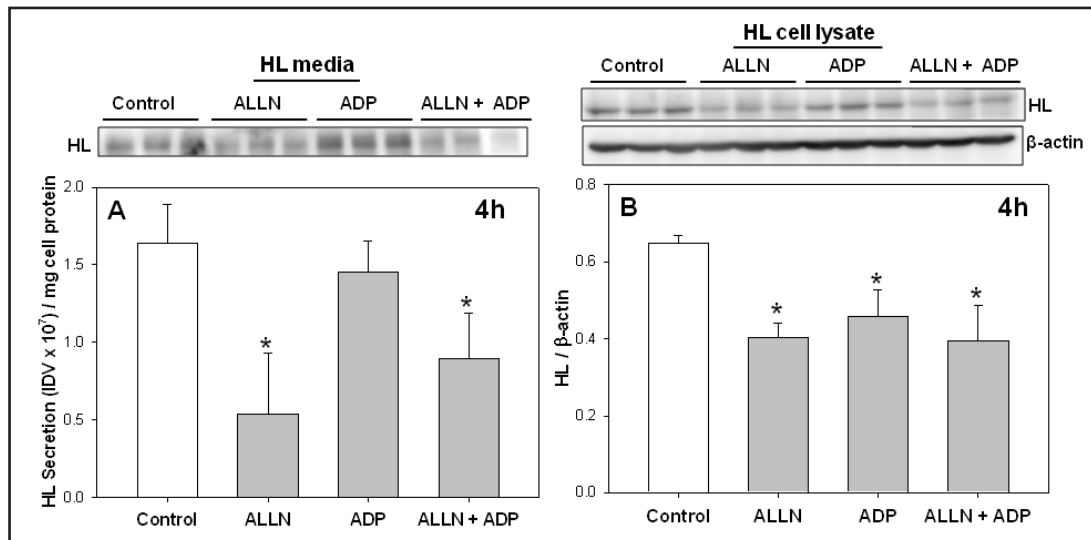 HL media
Control ALLN ADP ALLN + ADP
HL
HL Secretion (IDV x 10⁷) / mg cell protein
2.0
1.5
1.0
0.5
0.0
A
4h
*
*
Control ALLN ADP ALLN + ADP
HL cell lysate
Control ALLN ADP ALLN + ADP
HL
β-actin
HL / β-actin
0.8
0.6
0.4
0.2
0.0
B
4h
*
*
*
Control ALLN ADP ALLN + ADP